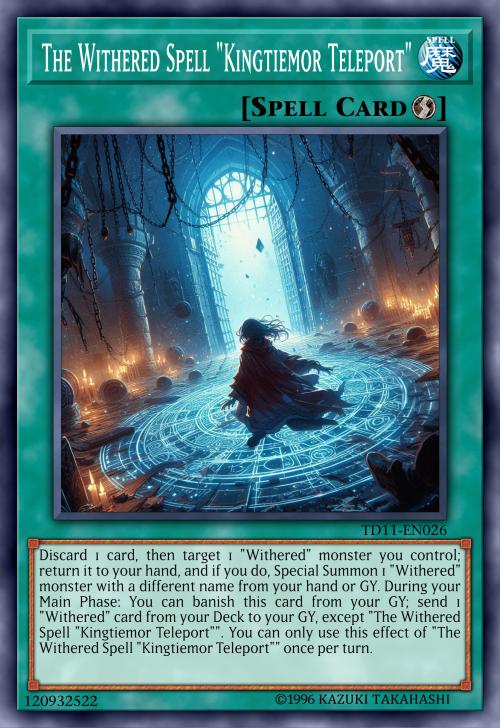 The Withered Spell "Kingtiemor Teleport"
SPELL
魔
[Spell Card]
TD11-EN026
Discard 1 card, then target 1 "Withered" monster you control;
return it to your hand, and if you do, Special Summon 1 "Withered"
monster with a different name from your hand or GY. During your
Main Phase: You can banish this card from your GY; send 1
"Withered" card from your Deck to your GY, except "The Withered
Spell "Kingtiemor Teleport"". You can only use this effect of "The
Withered Spell "Kingtiemor Teleport"" once per turn.
120932522 ©1996 KAZUKI TAKAHASHI